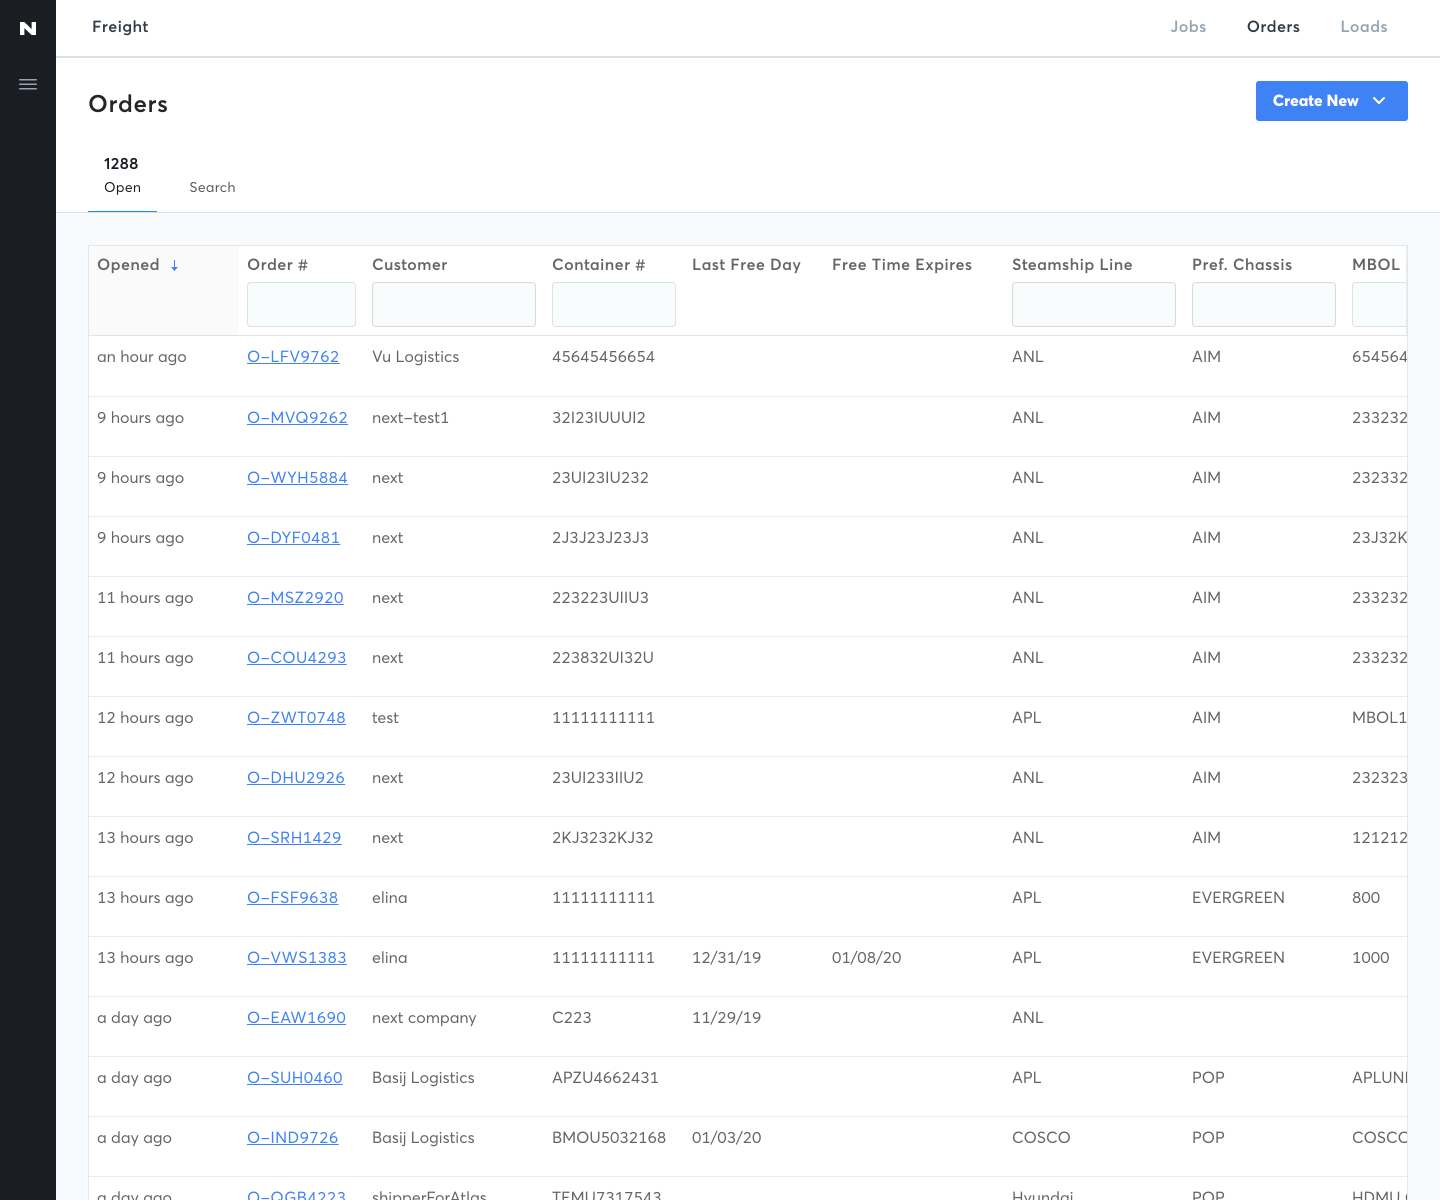 N
Freight Jobs Orders Loads
Orders Create New
1288
Open Search
Opened ↓ Order # Customer Container # Last Free Day Free Time Expires Steamship Line Pref. Chassis MBOL
an hour ago O-LFV9762 Vu Logistics 45645456654 ANL AIM 654564
9 hours ago O-MVQ9262 next-test1 32I23IUUUI2 ANL AIM 233232
9 hours ago O-WYH5884 next 23UI23IU232 ANL AIM 232332
9 hours ago O-DYF0481 next 2J3J23J23J3 ANL AIM 23J32K
11 hours ago O-MSZ2920 next 223223UIIU3 ANL AIM 233232
11 hours ago O-COU4293 next 223832UI32U ANL AIM 233232
12 hours ago O-ZWT0748 test 11111111111 APL AIM MBOL1
12 hours ago O-DHU2926 next 23UI233IIU2 ANL AIM 232323
13 hours ago O-SRH1429 next 2KJ3232KJ32 ANL AIM 121212
13 hours ago O-FSF9638 elina 11111111111 APL EVERGREEN 800
13 hours ago O-VWS1383 elina 11111111111 12/31/19 01/08/20 APL EVERGREEN 1000
a day ago O-EAW1690 next company C223 11/29/19 ANL
a day ago O-SUH0460 Basij Logistics APZU4662431 APL POP APLUN
a day ago O-IND9726 Basij Logistics BMOU5032168 01/03/20 COSCO POP COSCO
a day ago O-QGB4223 shipperForAtlas TEMU7317543 Hyundai POP HDMU